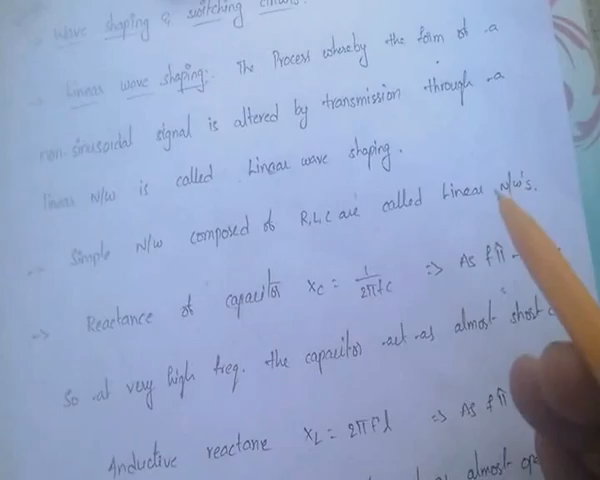 Wave shaping & switching
→ Linear wave shaping:- The Process whereby the form of a
non-sinusoidal signal is altered by transmission through a
linear N/W is called Linear wave shaping.
→ Simple N/W composed of R,L,C are called Linear N/W's.
→ Reactance of capacitor Xc = 1/2πfc ⇒ As f⇑
So at very high freq. the capacitor act as almost short
Inductive reactane XL = 2πfl ⇒ As f⇑
as almost